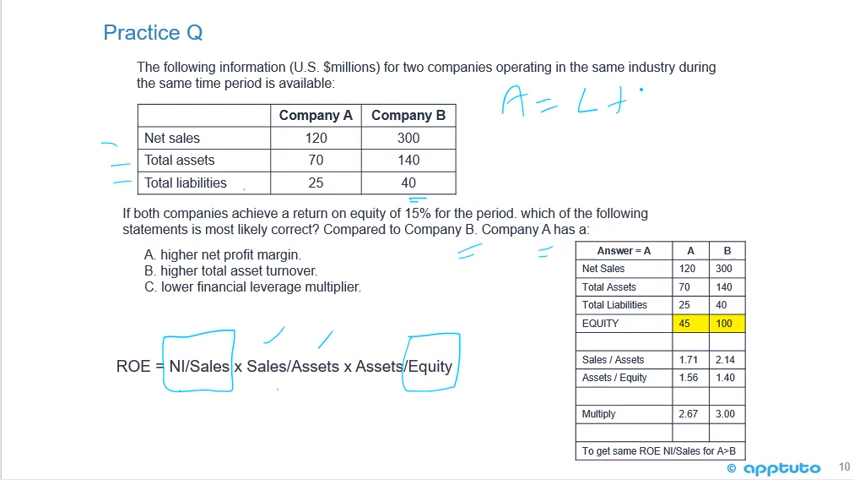 Practice Q
The following information (U.S. $millions) for two companies operating in the same industry during
the same time period is available:
A = L +
Company A Company B
Net sales 120 300
Total assets 70 140
Total liabilities 25 40
If both companies achieve a return on equity of 15% for the period. which of the following
statements is most likely correct? Compared to Company B. Company A has a:
A. higher net profit margin.
B. higher total asset turnover.
C. lower financial leverage multiplier.
ROE = NI/Sales x Sales/Assets x Assets/Equity
Answer = A A B
Net Sales 120 300
Total Assets 70 140
Total Liabilities 25 40
EQUITY 45 100
Sales / Assets 1.71 2.14
Assets / Equity 1.56 1.40
Multiply 2.67 3.00
To get same ROE NI/Sales for A>B
© apptuto 10